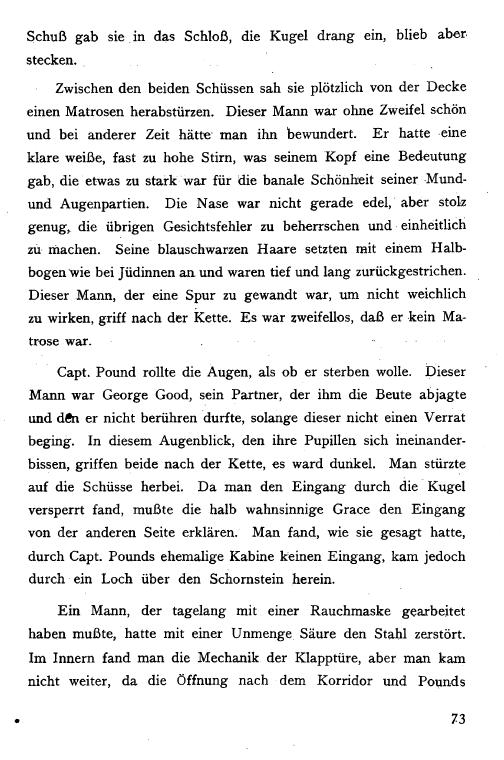 Schuß gab sie in das Schloß, die Kugel drang ein, blieb aber
stecken.
Zwischen den beiden Schüssen sah sie plötzlich von der Decke
einen Matrosen herabstürzen. Dieser Mann war ohne Zweifel schön
und bei anderer Zeit hätte man ihn bewundert. Er hatte eine
klare weiße, fast zu hohe Stirn, was seinem Kopf eine Bedeutung
gab, die etwas zu stark war für die banale Schönheit seiner Mund-
und Augenpartien. Die Nase war nicht gerade edel, aber stolz
genug, die übrigen Gesichtsfehler zu beherrschen und einheitlich
zu machen. Seine blauschwarzen Haare setzten mit einem Halb-
bogen wie bei Jüdinnen an und waren tief und lang zurückgestrichen.
Dieser Mann, der eine Spur zu gewandt war, um nicht weichlich
zu wirken, griff nach der Kette. Es war zweifellos, daß er kein Ma-
trose war.
Capt. Pound rollte die Augen, als ob er sterben wolle. Dieser
Mann war George Good, sein Partner, der ihm die Beute abjagte
und den er nicht berühren durfte, solange dieser nicht einen Verrat
beging. In diesem Augenblick, den ihre Pupillen sich ineinander-
bissen, griffen beide nach der Kette, es ward dunkel. Man stürzte
auf die Schüsse herbei. Da man den Eingang durch die Kugel
versperrt fand, mußte die halb wahnsinnige Grace den Eingang
von der anderen Seite erklären. Man fand, wie sie gesagt hatte,
durch Capt. Pounds ehemalige Kabine keinen Eingang, kam jedoch
durch ein Loch über den Schornstein herein.
Ein Mann, der tagelang mit einer Rauchmaske gearbeitet
haben mußte, hatte mit einer Unmenge Säure den Stahl zerstört.
Im Innern fand man die Mechanik der Klapptüre, aber man kam
nicht weiter, da die Öffnung nach dem Korridor und Pounds
73